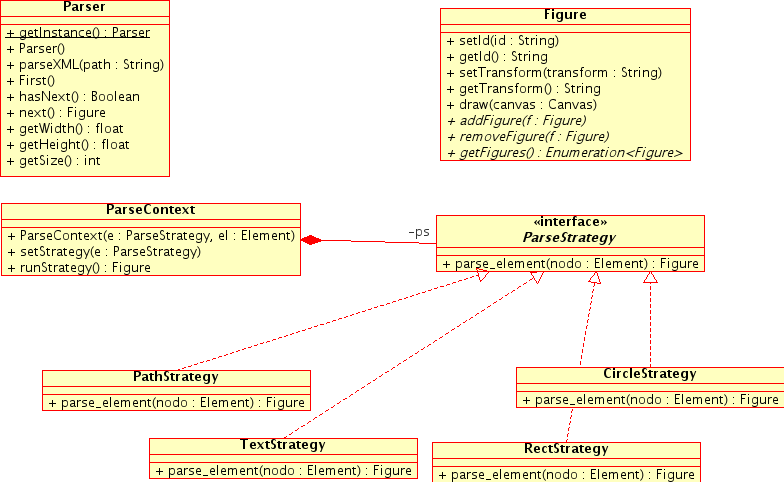 Parser
+ getInstance() : Parser
+ Parser()
+ parseXML(path : String)
+ First()
+ hasNext() : Boolean
+ next() : Figure
+ getWidth() : float
+ getHeight() : float
+ getSize() : int
Figure
+ setId(id : String)
+ getId() : String
+ setTransform(transform : String)
+ getTransform() : String
+ draw(canvas : Canvas)
+ addFigure(f : Figure)
+ removeFigure(f : Figure)
+ getFigures() : Enumeration<Figure>
ParseContext
+ ParseContext(e : ParseStrategy, el : Element)
+ setStrategy(e : ParseStrategy)
+ runStrategy() : Figure
-ps
«interface»
ParseStrategy
+ parse_element(nodo : Element) : Figure
PathStrategy
+ parse_element(nodo : Element) : Figure
CircleStrategy
+ parse_element(nodo : Element) : Figure
TextStrategy
+ parse_element(nodo : Element) : Figure
RectStrategy
+ parse_element(nodo : Element) : Figure